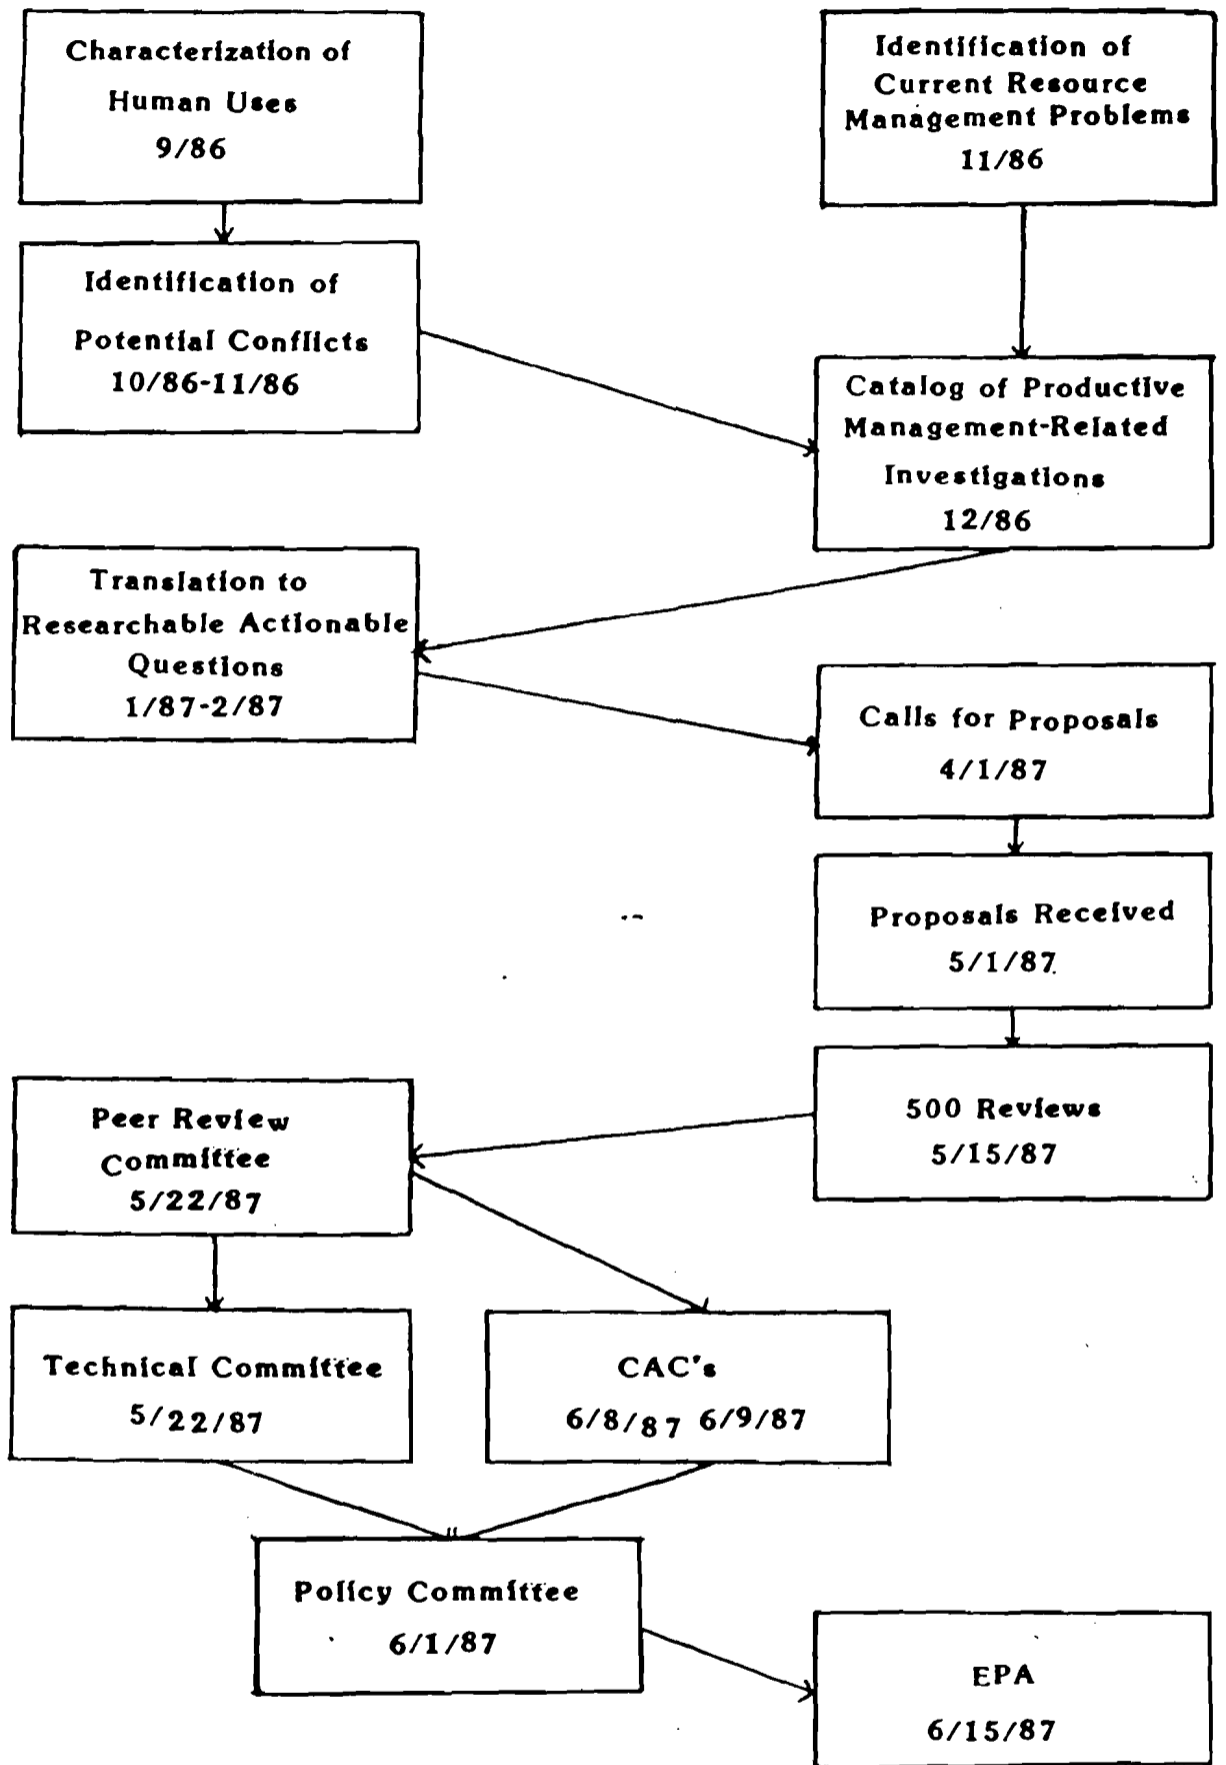 Characterization of
Human Uses
9/86
Identification of
Current Resource
Management Problems
11/86
Identification of
Potential Conflicts
10/86-11/86
Catalog of Productive
Management-Related
Investigations
12/86
Translation to
Researchable Actionable
Questions
1/87-2/87
Calls for Proposals
4/1/87
Proposals Received
5/1/87
500 Reviews
5/15/87
Peer Review
Committee
5/22/87
Technical Committee
5/22/87
CAC's
6/8/87 6/9/87
Policy Committee
6/1/87
EPA
6/15/87